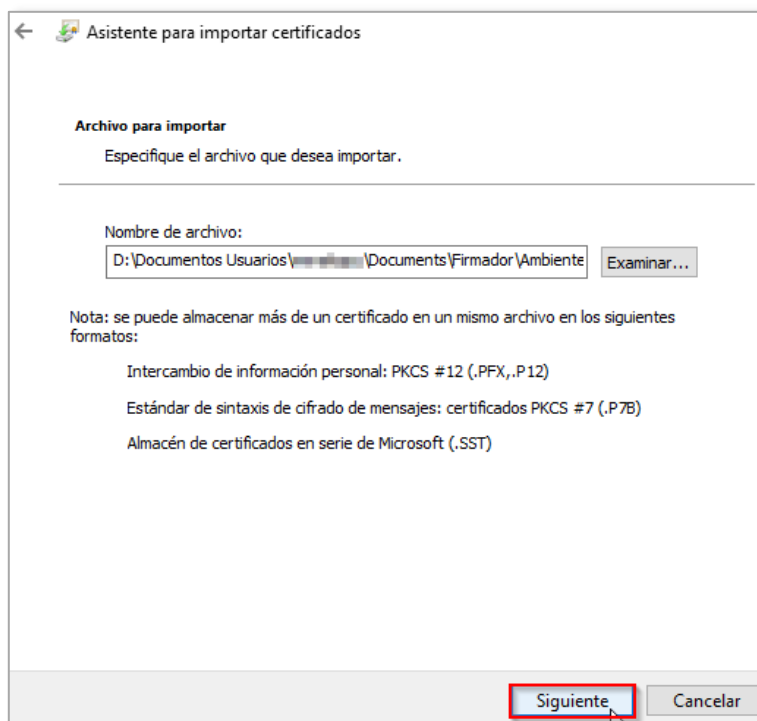 Asistente para importar certificados
Archivo para importar
Especifique el archivo que desea importar.
Nombre de archivo:
D:\Documentos Usuarios\ \Documents\Firmador\Ambiente
Examinar...
Nota: se puede almacenar más de un certificado en un mismo archivo en los siguientes
formatos:
Intercambio de información personal: PKCS #12 (.PFX,.P12)
Estándar de sintaxis de cifrado de mensajes: certificados PKCS #7 (.P7B)
Almacén de certificados en serie de Microsoft (.SST)
Siguiente
Cancelar